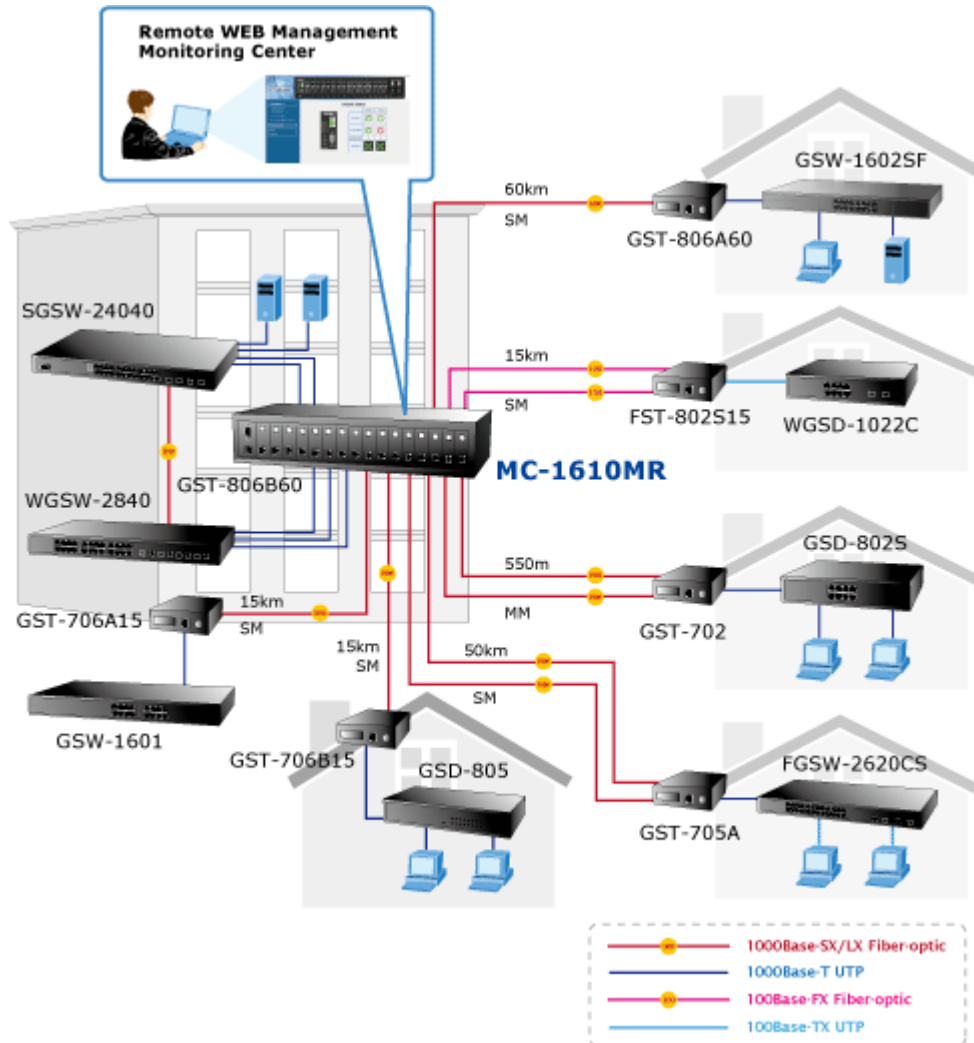 Remote WEB Management
Monitoring Center
60km
SM
GST-806A60
GSW-1602SF
SGSW-24040
15km
SM
FST-802S15
WGSD-1022C
GST-806B60
MC-1610MR
WGSW-2840
550m
MM
GST-702
GSD-802S
GST-706A15
15km
SM
15km
SM
50km
SM
GSW-1601
GST-706B15
GSD-805
GST-705A
FGSW-2620CS
1000Base-SX/LX Fiber-optic
1000Base-T UTP
100Base-FX Fiber-optic
100Base-TX UTP